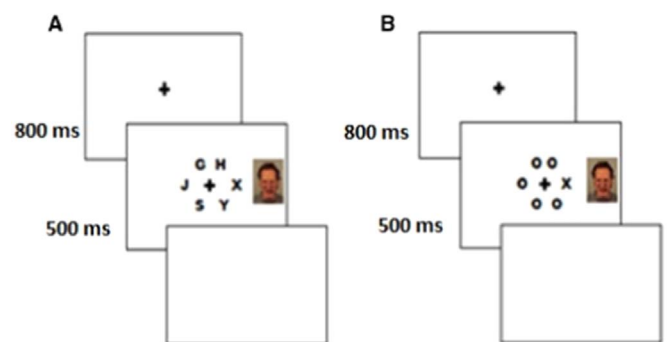 A
B
+
+
800 ms
800 ms
G H
J + X
S Y
O O
O + X
O O
500 ms
500 ms